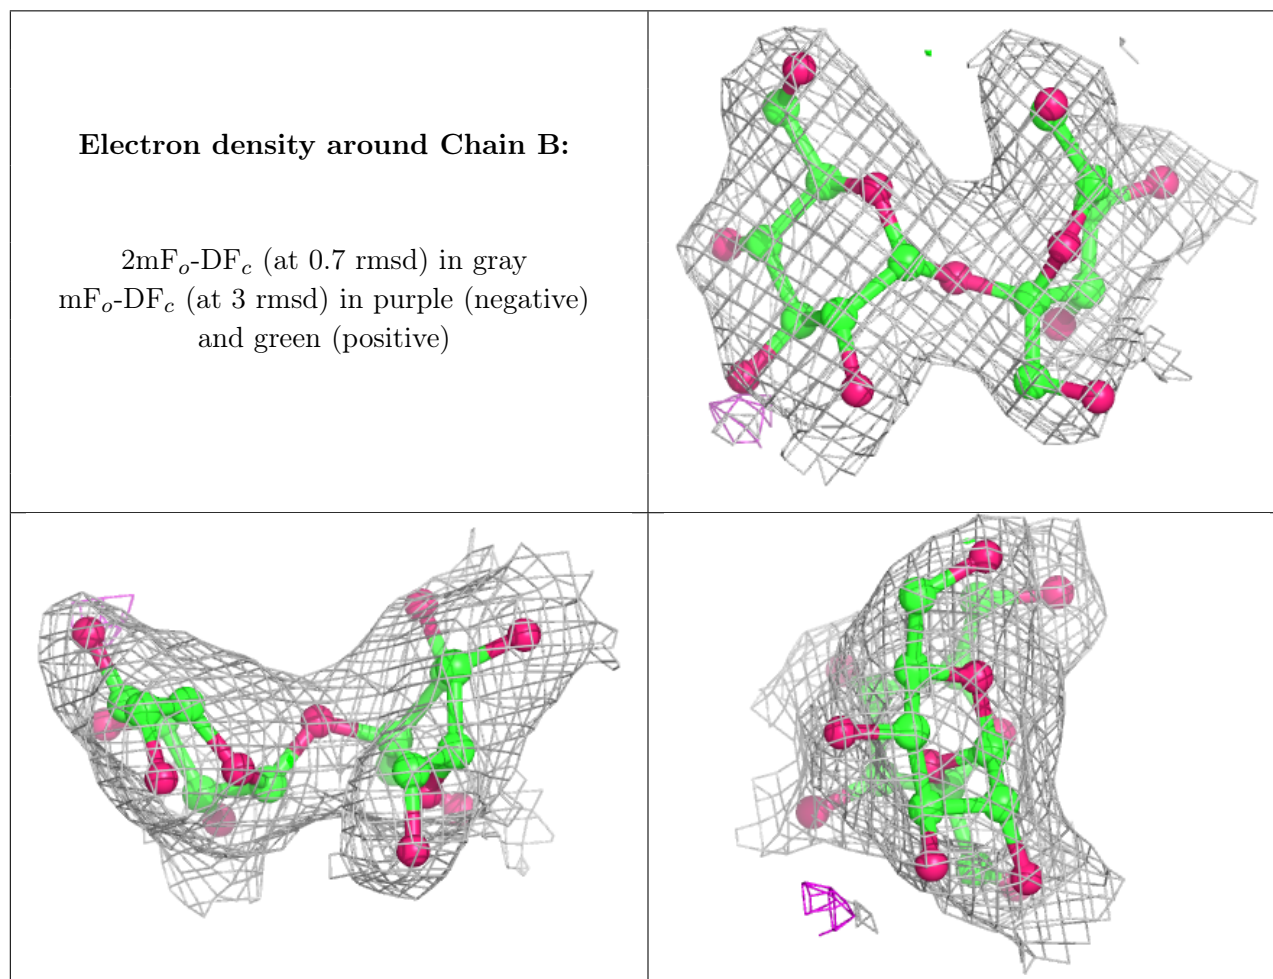 Electron density around Chain B:
2mFₒ-DF𝒸 (at 0.7 rmsd) in gray
mFₒ-DF𝒸 (at 3 rmsd) in purple (negative)
and green (positive)